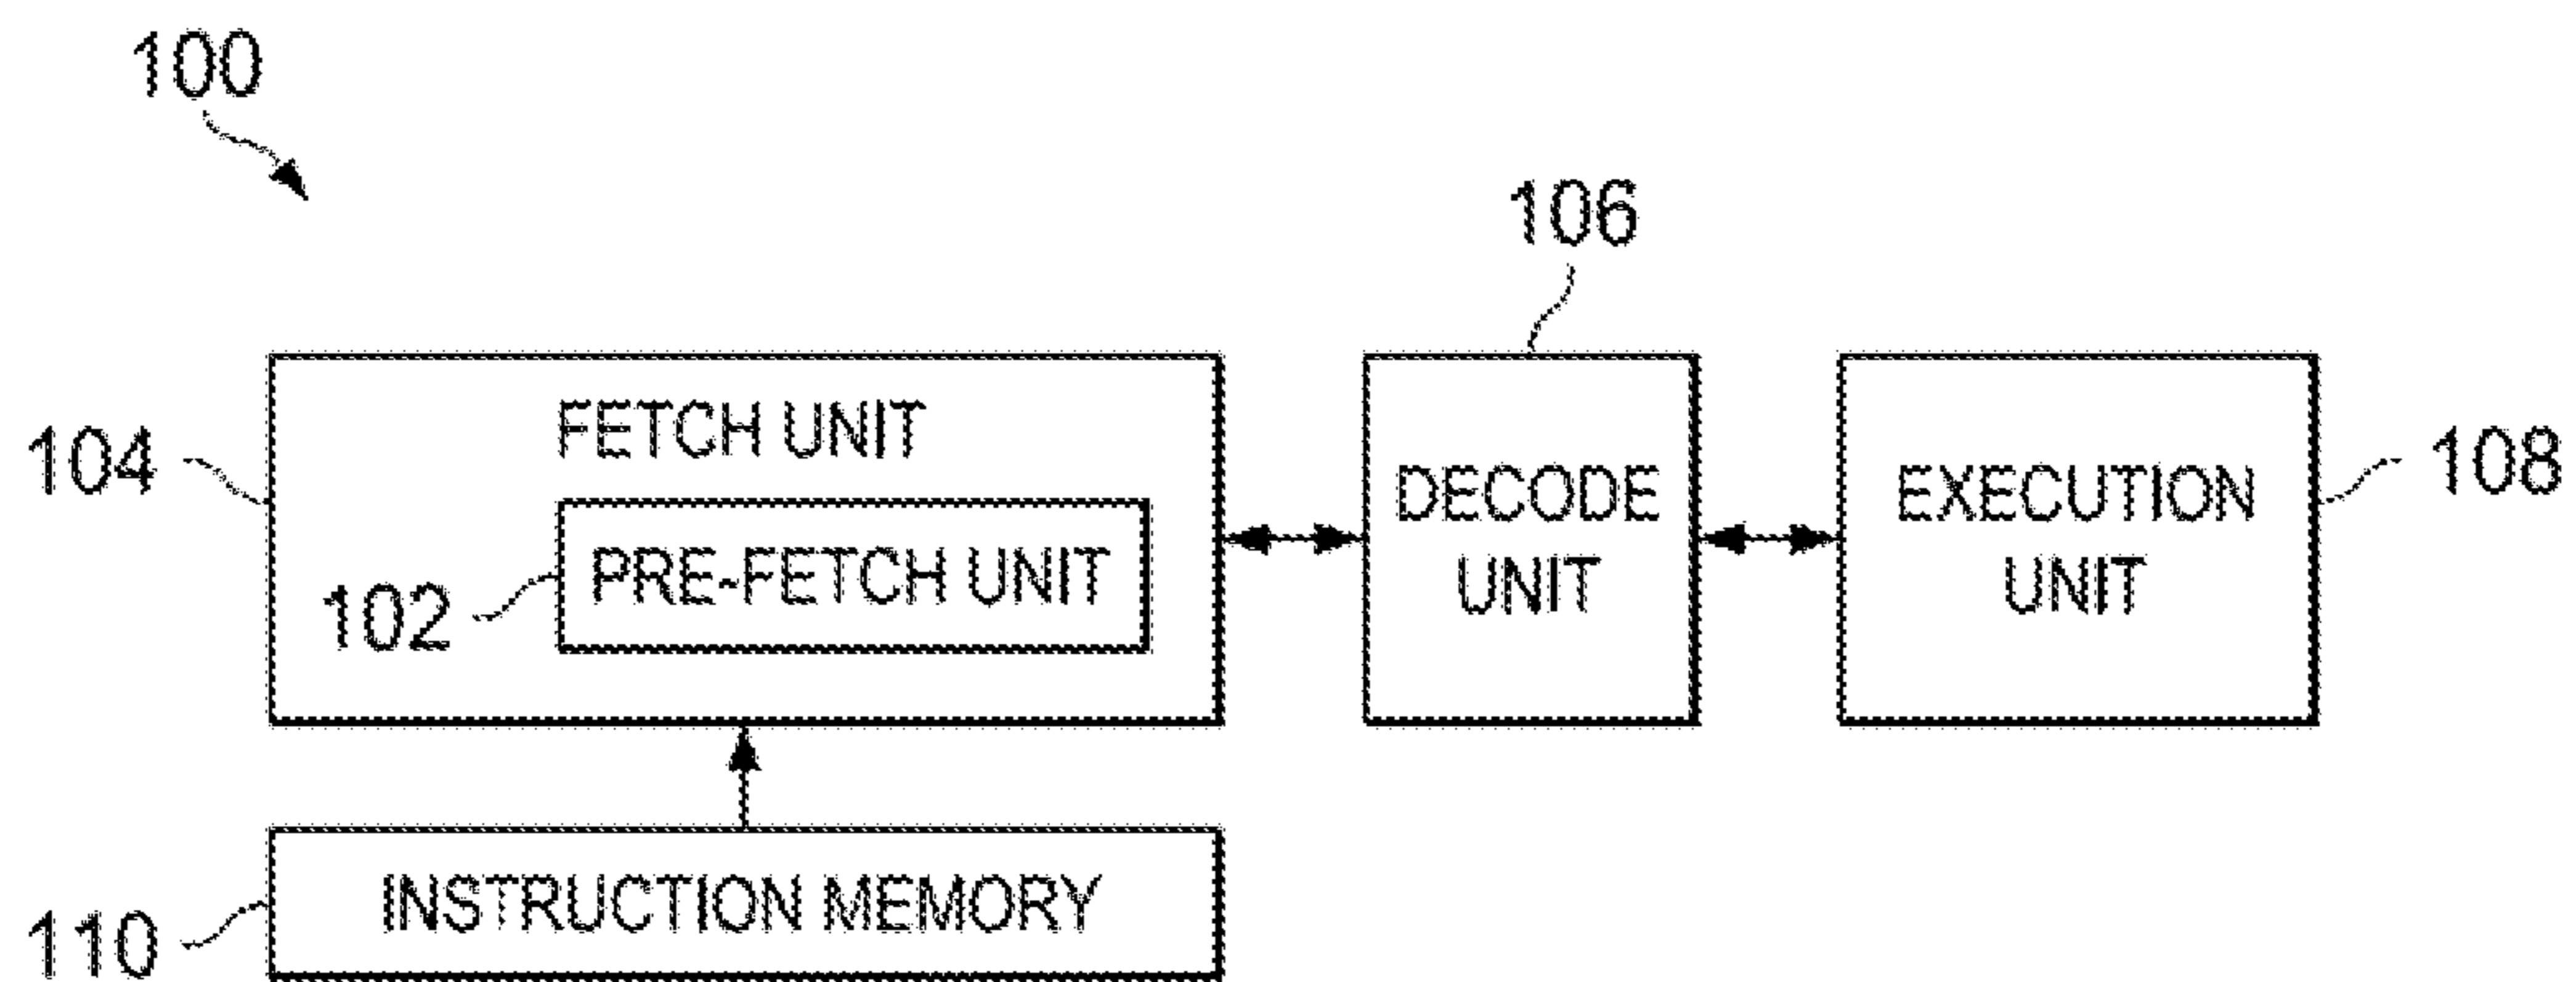 100
106
FETCH UNIT
104
DECODE
UNIT
EXECUTION
UNIT
108
PRE-FETCH UNIT
102
INSTRUCTION MEMORY
110